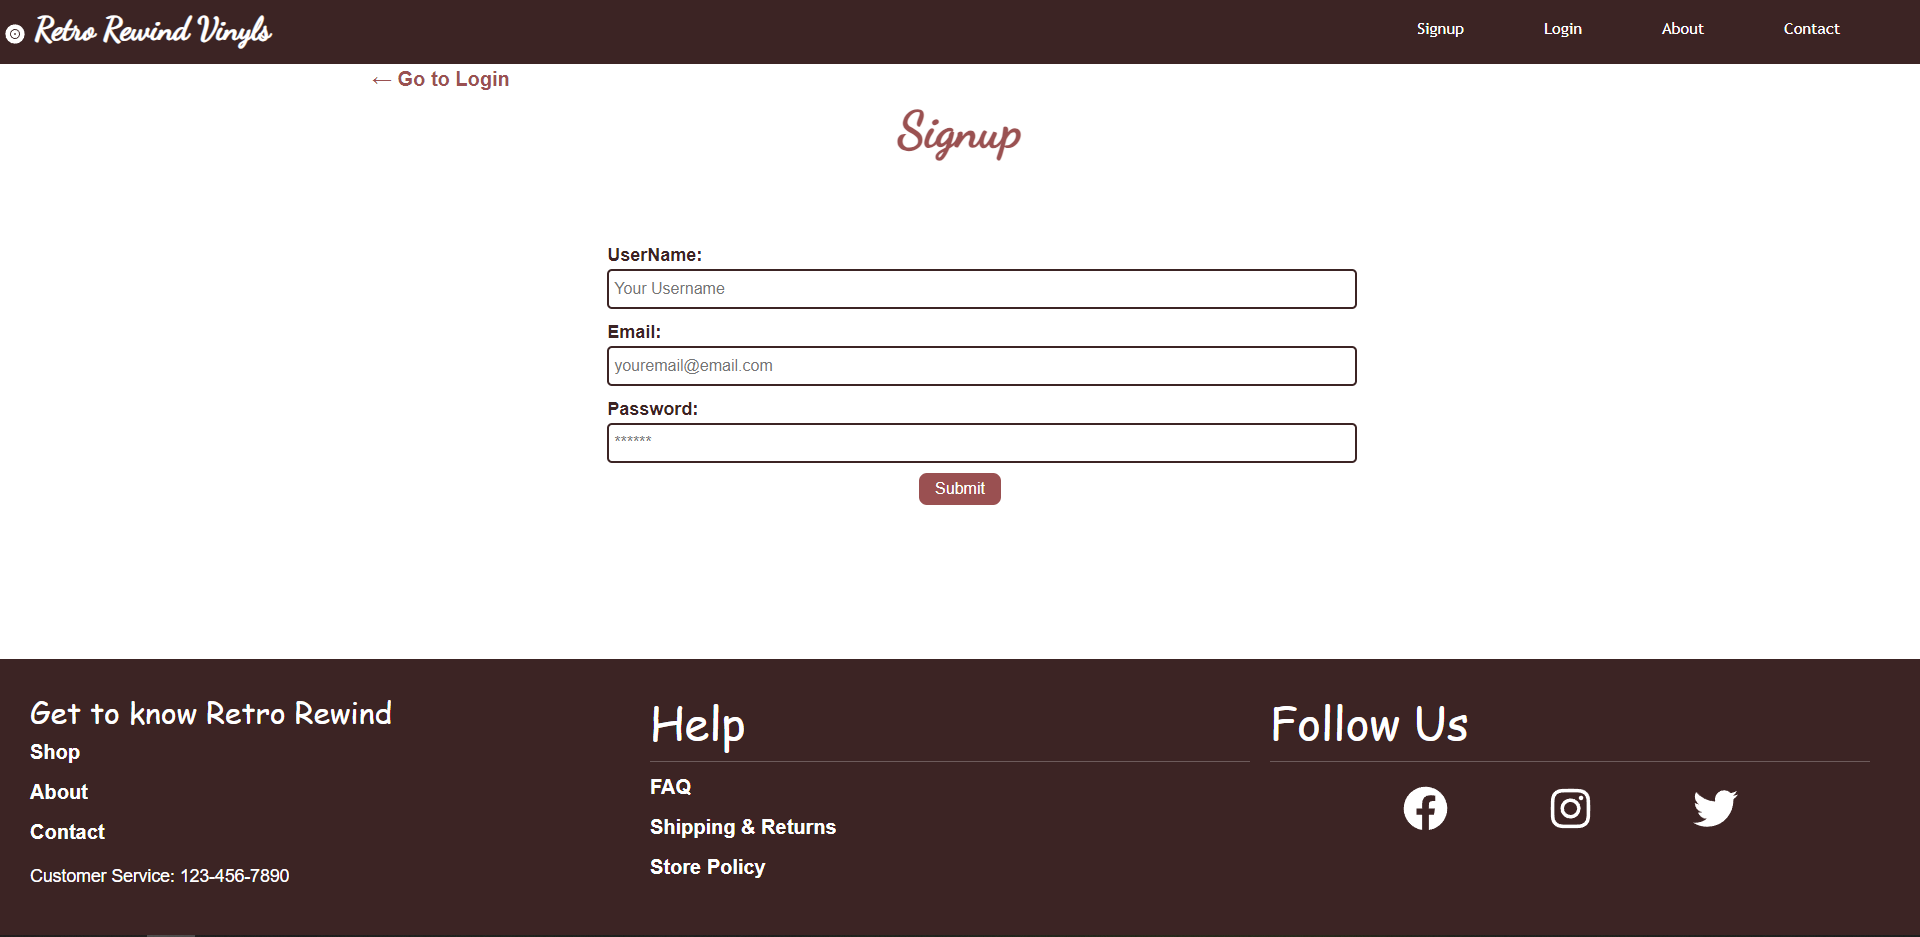 Retro Rewind Vinyls
Signup Login About Contact
← Go to Login
Signup
UserName:
Your Username
Email:
youremail@email.com
Password:
******
Submit
Get to know Retro Rewind
Shop
About
Contact
Customer Service: 123-456-7890
Help
FAQ
Shipping & Returns
Store Policy
Follow Us